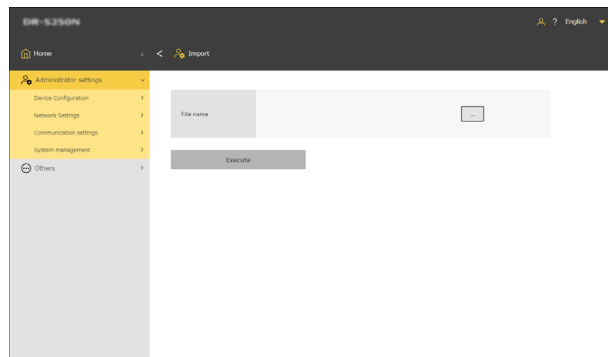 DR-S250N
? English
Home
< Import
Administrator settings
Device Configuration
Network Settings
Communication settings
System management
Others
File name
...
Execute